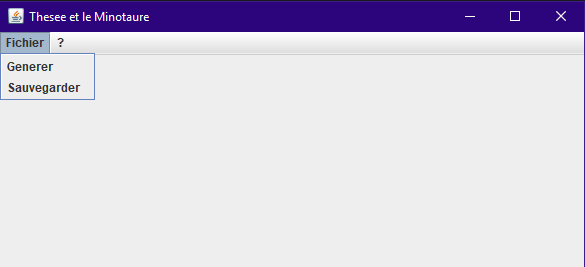 Thesee et le Minotaure
Fichier ?
Generer
Sauvegarder